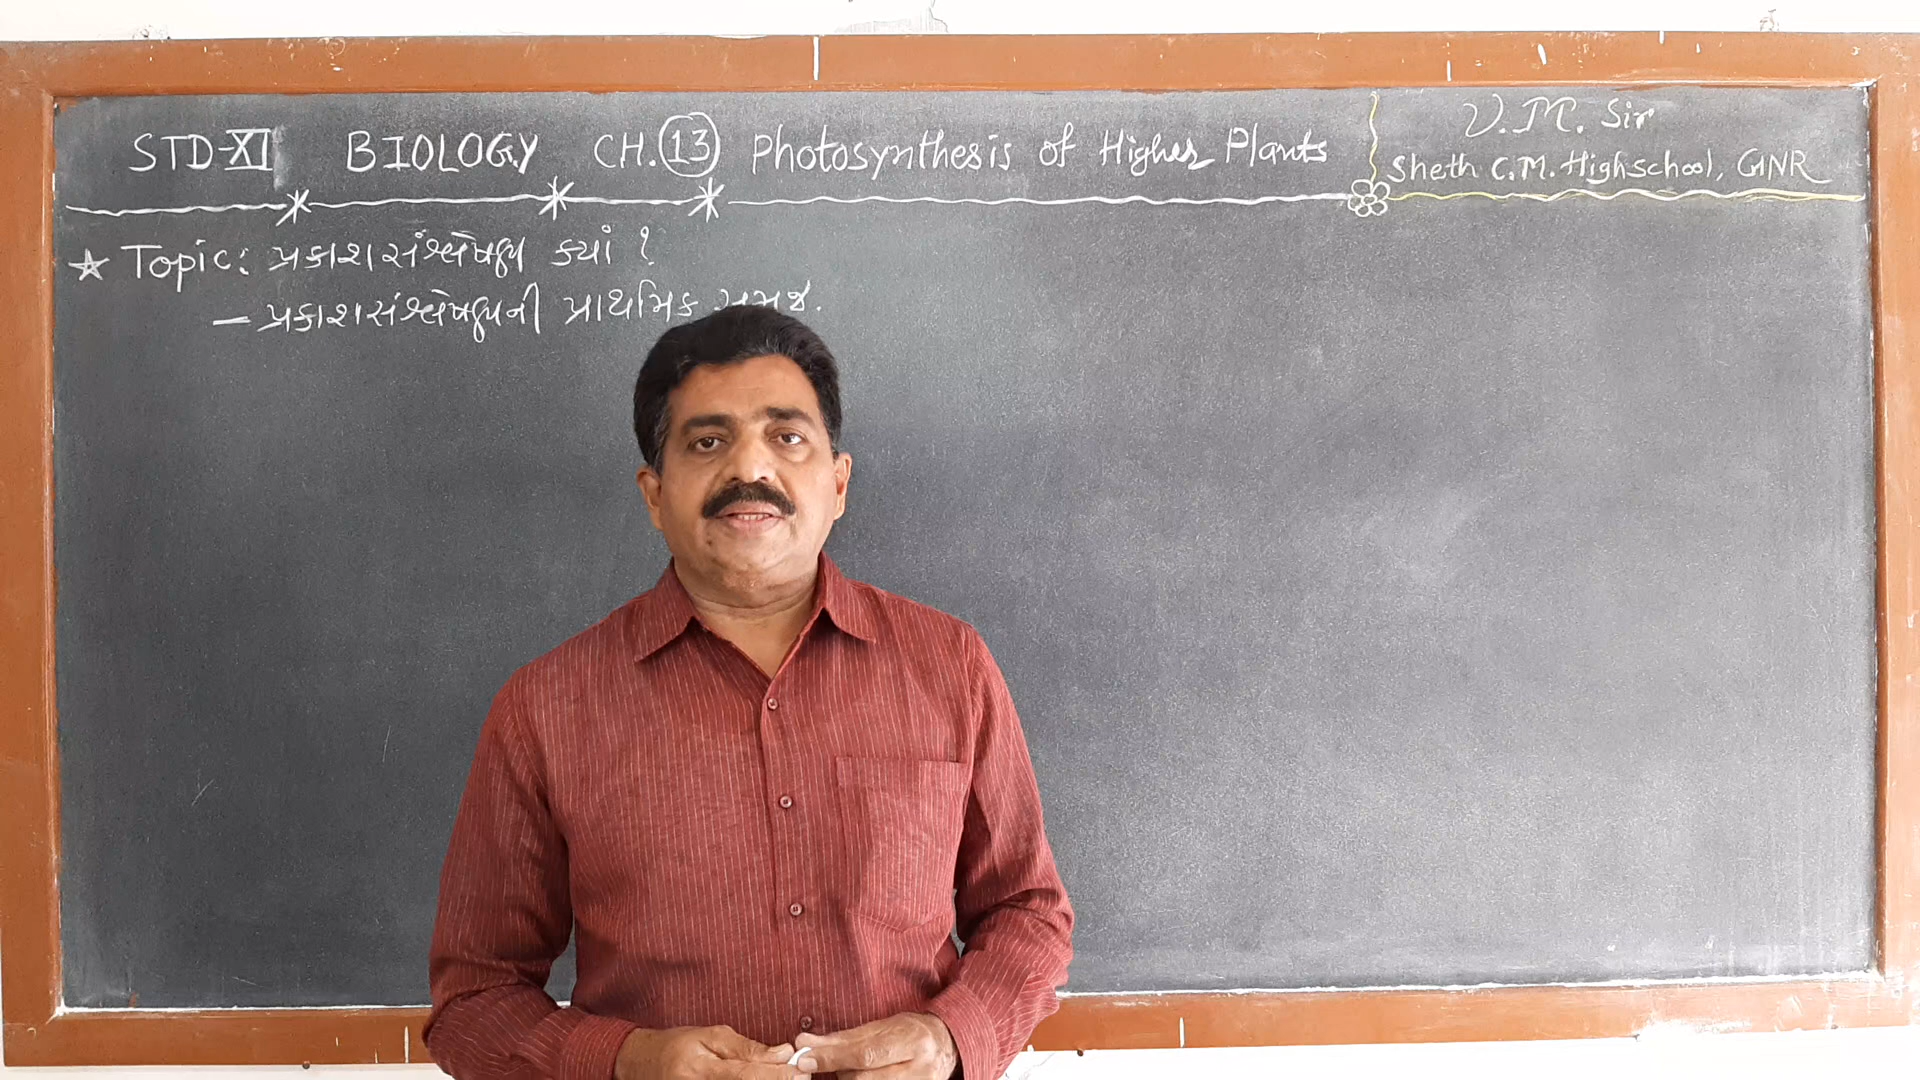 STD-XI BIOLOGY CH. 13 Photosynthesis of Higher Plants
V.M. Sir
Sheth C.M. Highschool, GNR
★ Topic: પ્રકાશસંશ્લેષણ ક્યાં ?
— પ્રકાશસંશ્લેષણની પ્રાથમિક સમજ.